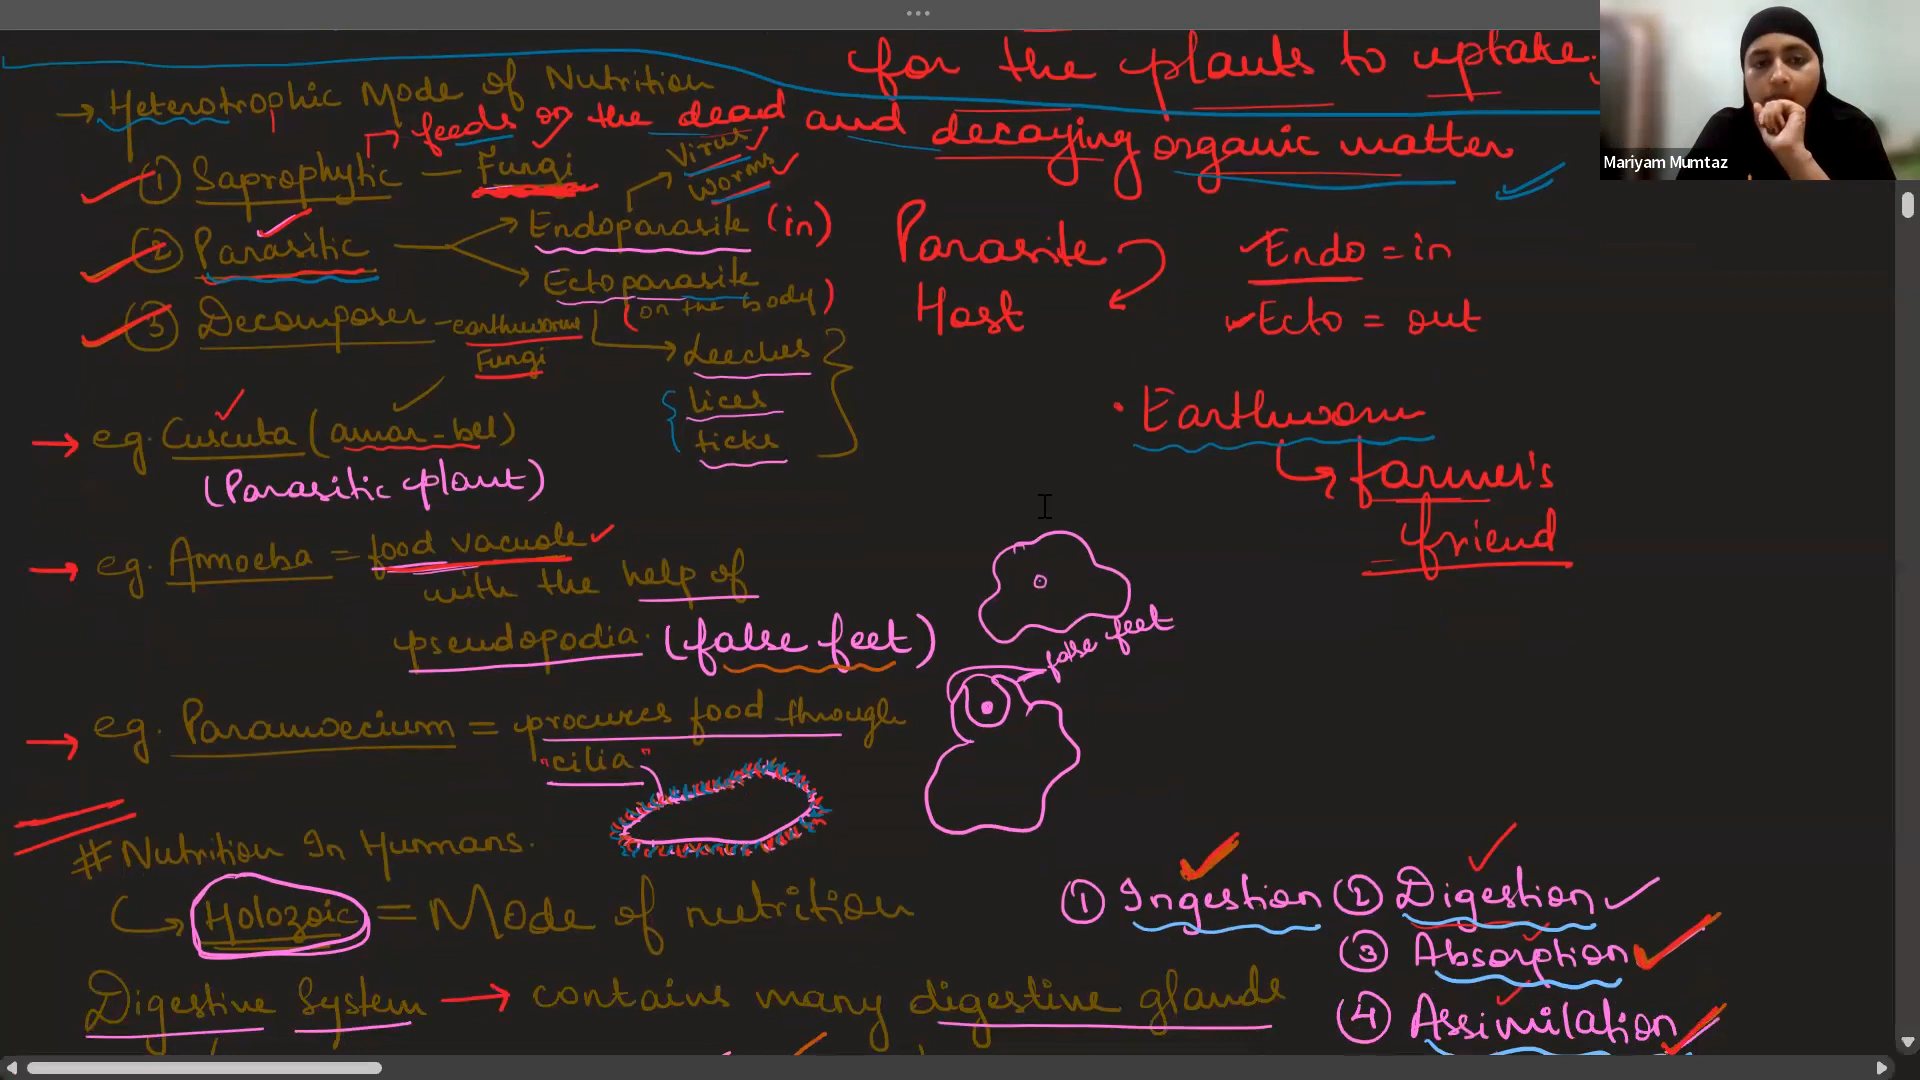 for the plants to uptake.
→ Heterotrophic Mode of Nutrition
feeds on the dead and decaying organic matter
① Saprophytic — Fungi
Virus
Worms
② Parasitic
Endoparasite (in)
Ectoparasite
(on the body)
③ Decomposer - earthworms
Fungi
Leeches
lices
ticks
Parasite
Host
Endo = in
Ecto = out
→ eg. Cuscuta (amar-bel)
(Parasitic plant)
• Earthworm
farmer's
friend
→ eg. Amoeba = food vacuole
with the help of
pseudopodia. (false feet)
false feet
→ eg. Paramoecium = procures food through
"cilia"
# Nutrition In Humans.
Holozoic = Mode of nutrition
① Ingestion ② Digestion
③ Absorption
④ Assimilation
Digestive System → contains many digestive glands
Mariyam Mumtaz